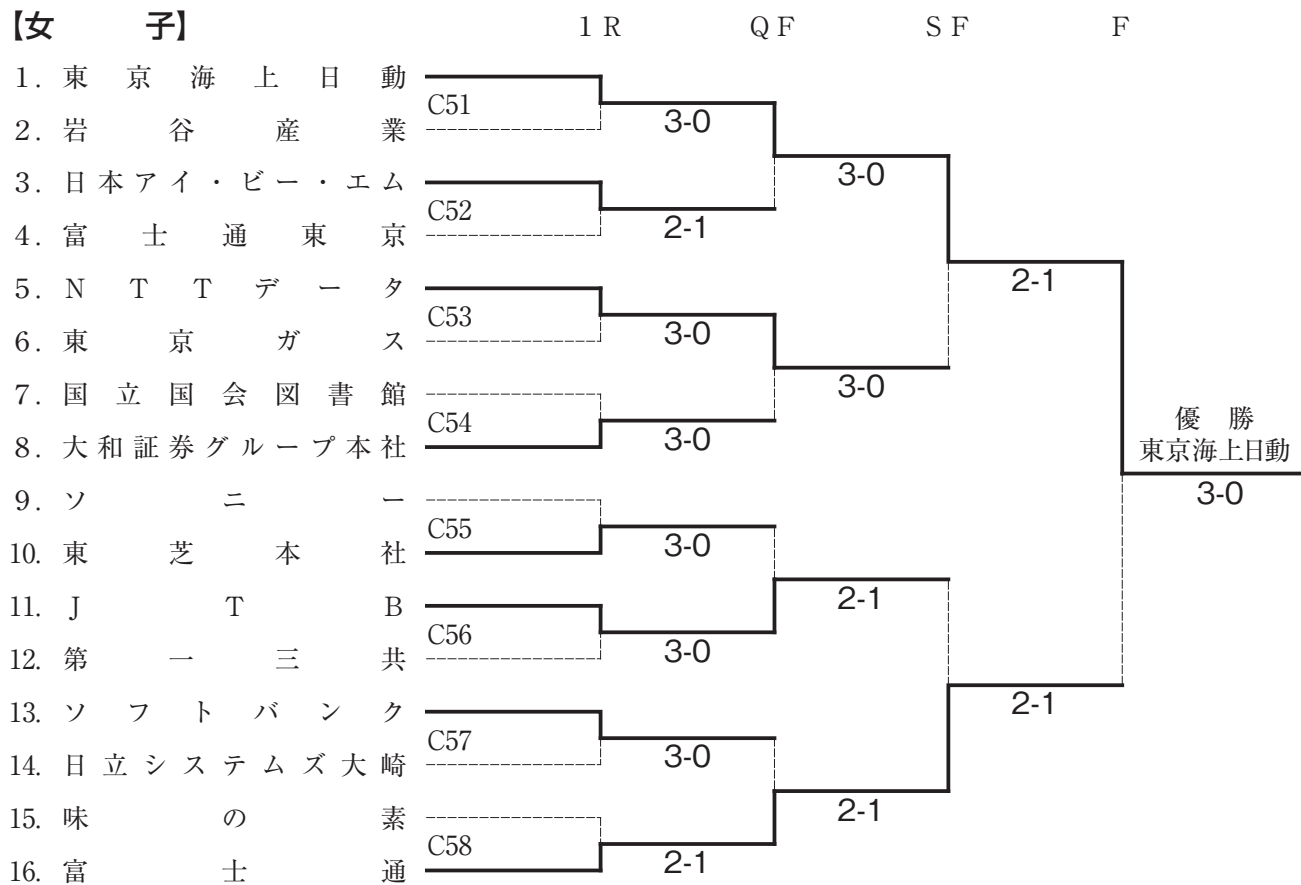 【女 子】 1R QF SF F
1. 東京海上日動
C51
3-0
2. 岩谷産業
3-0
3. 日本アイ・ビー・エム
C52
2-1
4. 富士通東京
2-1
5. NTTデータ
C53
3-0
6. 東京ガス
3-0
7. 国立国会図書館
C54
3-0
8. 大和証券グループ本社
優 勝
東京海上日動
3-0
9. ソニー
C55
3-0
10. 東芝本社
2-1
11. JTB
C56
3-0
12. 第一三共
2-1
13. ソフトバンク
C57
3-0
14. 日立システムズ大崎
2-1
15. 味の素
C58
2-1
16. 富士通